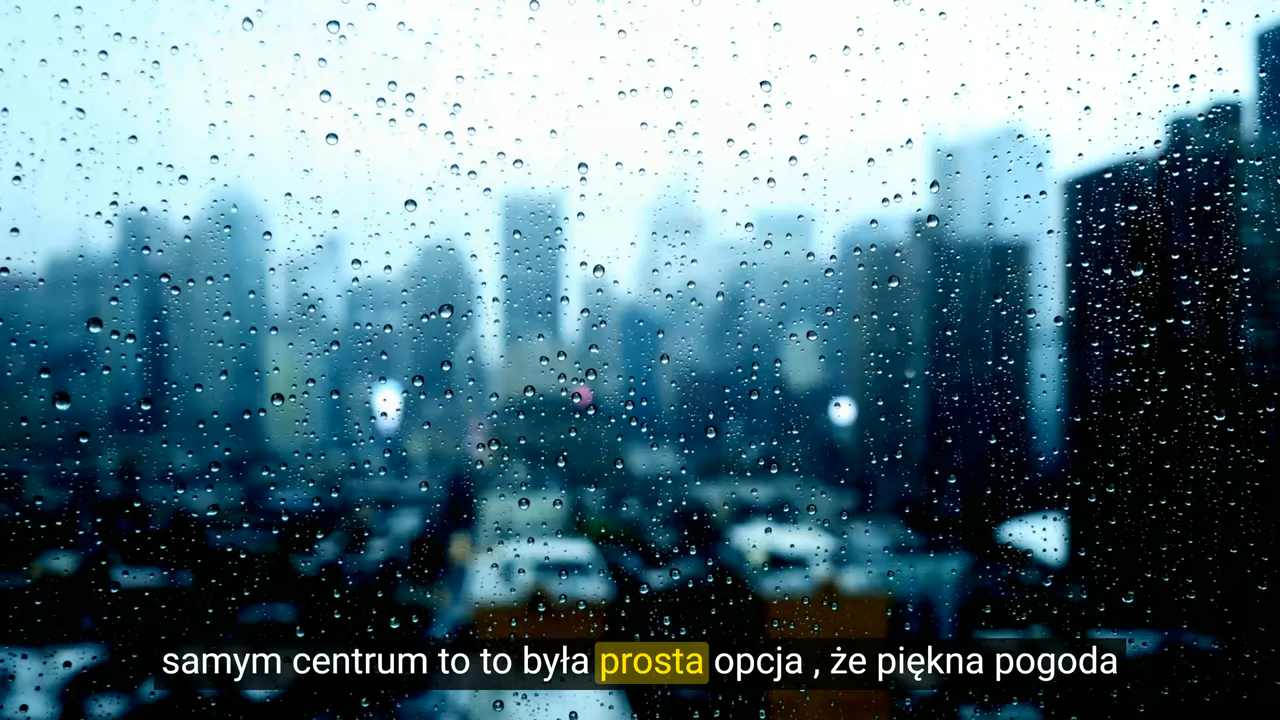 samym centrum to to była prosta opcja , że piękna pogoda